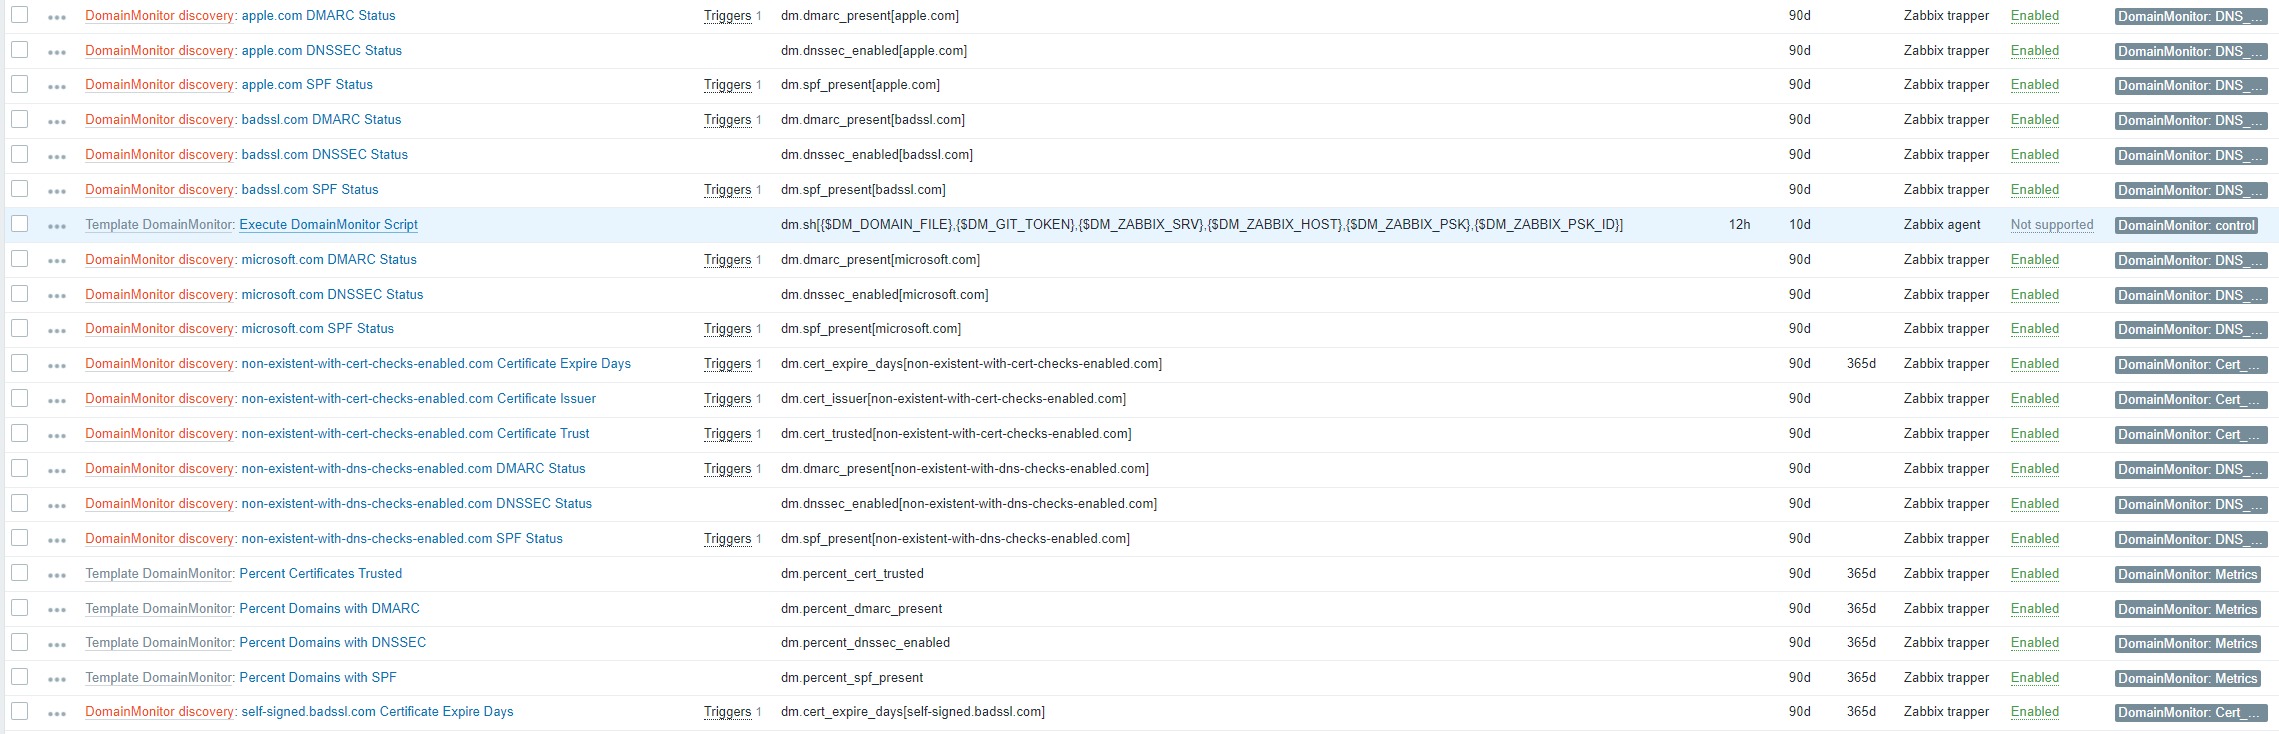 DomainMonitor discovery: apple.com DMARC Status Triggers 1 dm.dmarc_present[apple.com] 90d Zabbix trapper Enabled DomainMonitor: DNS_...
DomainMonitor discovery: apple.com DNSSEC Status dm.dnssec_enabled[apple.com] 90d Zabbix trapper Enabled DomainMonitor: DNS_...
DomainMonitor discovery: apple.com SPF Status Triggers 1 dm.spf_present[apple.com] 90d Zabbix trapper Enabled DomainMonitor: DNS_...
DomainMonitor discovery: badssl.com DMARC Status Triggers 1 dm.dmarc_present[badssl.com] 90d Zabbix trapper Enabled DomainMonitor: DNS_...
DomainMonitor discovery: badssl.com DNSSEC Status dm.dnssec_enabled[badssl.com] 90d Zabbix trapper Enabled DomainMonitor: DNS_...
DomainMonitor discovery: badssl.com SPF Status Triggers 1 dm.spf_present[badssl.com] 90d Zabbix trapper Enabled DomainMonitor: DNS_...
Template DomainMonitor: Execute DomainMonitor Script dm.sh[{$DM_DOMAIN_FILE},{$DM_GIT_TOKEN},{$DM_ZABBIX_SRV},{$DM_ZABBIX_HOST},{$DM_ZABBIX_PSK},{$DM_ZABBIX_PSK_ID}] 12h 10d Zabbix agent Not supported DomainMonitor: control
DomainMonitor discovery: microsoft.com DMARC Status Triggers 1 dm.dmarc_present[microsoft.com] 90d Zabbix trapper Enabled DomainMonitor: DNS_...
DomainMonitor discovery: microsoft.com DNSSEC Status dm.dnssec_enabled[microsoft.com] 90d Zabbix trapper Enabled DomainMonitor: DNS_...
DomainMonitor discovery: microsoft.com SPF Status Triggers 1 dm.spf_present[microsoft.com] 90d Zabbix trapper Enabled DomainMonitor: DNS_...
DomainMonitor discovery: non-existent-with-cert-checks-enabled.com Certificate Expire Days Triggers 1 dm.cert_expire_days[non-existent-with-cert-checks-enabled.com] 90d 365d Zabbix trapper Enabled DomainMonitor: Cert_...
DomainMonitor discovery: non-existent-with-cert-checks-enabled.com Certificate Issuer Triggers 1 dm.cert_issuer[non-existent-with-cert-checks-enabled.com] 90d Zabbix trapper Enabled DomainMonitor: Cert_...
DomainMonitor discovery: non-existent-with-cert-checks-enabled.com Certificate Trust Triggers 1 dm.cert_trusted[non-existent-with-cert-checks-enabled.com] 90d Zabbix trapper Enabled DomainMonitor: Cert_...
DomainMonitor discovery: non-existent-with-dns-checks-enabled.com DMARC Status Triggers 1 dm.dmarc_present[non-existent-with-dns-checks-enabled.com] 90d Zabbix trapper Enabled DomainMonitor: DNS_...
DomainMonitor discovery: non-existent-with-dns-checks-enabled.com DNSSEC Status dm.dnssec_enabled[non-existent-with-dns-checks-enabled.com] 90d Zabbix trapper Enabled DomainMonitor: DNS_...
DomainMonitor discovery: non-existent-with-dns-checks-enabled.com SPF Status Triggers 1 dm.spf_present[non-existent-with-dns-checks-enabled.com] 90d Zabbix trapper Enabled DomainMonitor: DNS_...
Template DomainMonitor: Percent Certificates Trusted dm.percent_cert_trusted 90d 365d Zabbix trapper Enabled DomainMonitor: Metrics
Template DomainMonitor: Percent Domains with DMARC dm.percent_dmarc_present 90d 365d Zabbix trapper Enabled DomainMonitor: Metrics
Template DomainMonitor: Percent Domains with DNSSEC dm.percent_dnssec_enabled 90d 365d Zabbix trapper Enabled DomainMonitor: Metrics
Template DomainMonitor: Percent Domains with SPF dm.percent_spf_present 90d 365d Zabbix trapper Enabled DomainMonitor: Metrics
DomainMonitor discovery: self-signed.badssl.com Certificate Expire Days Triggers 1 dm.cert_expire_days[self-signed.badssl.com] 90d 365d Zabbix trapper Enabled DomainMonitor: Cert_...